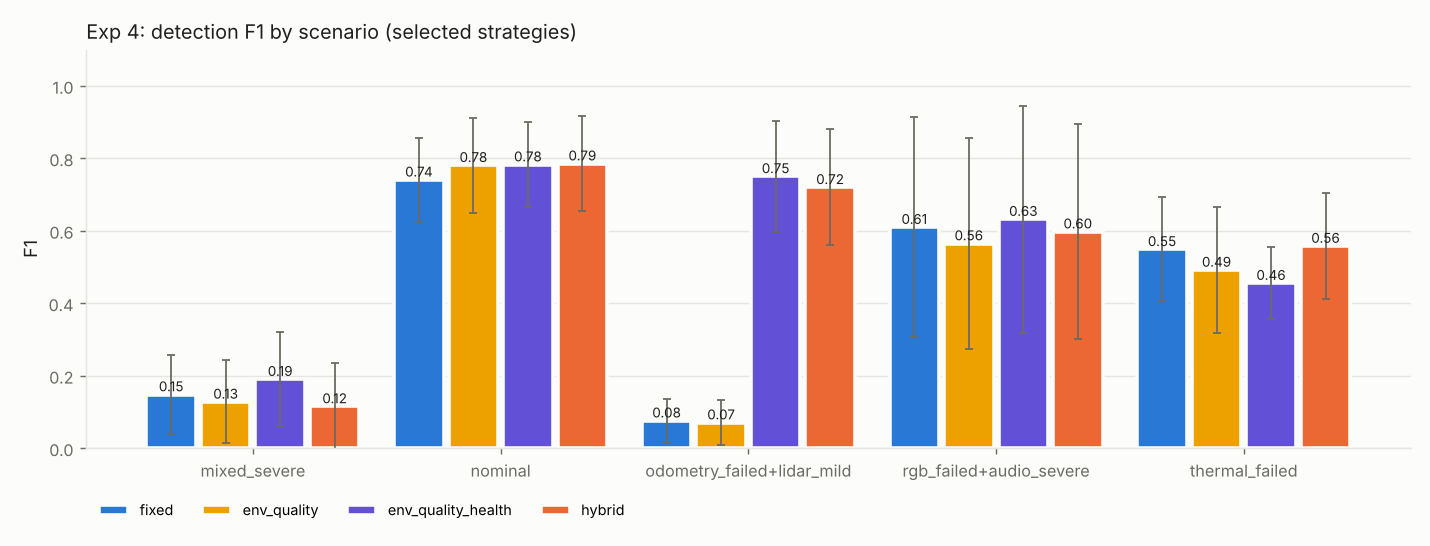 Exp 4: detection F1 by scenario (selected strategies)
F1
1.0
0.8
0.6
0.4
0.2
0.0
0.15 0.13 0.19 0.12
0.74 0.78 0.78 0.79
0.08 0.07 0.75 0.72
0.61 0.56 0.63 0.60
0.55 0.49 0.46 0.56
mixed_severe nominal odometry_failed+lidar_mild rgb_failed+audio_severe thermal_failed
fixed env_quality env_quality_health hybrid